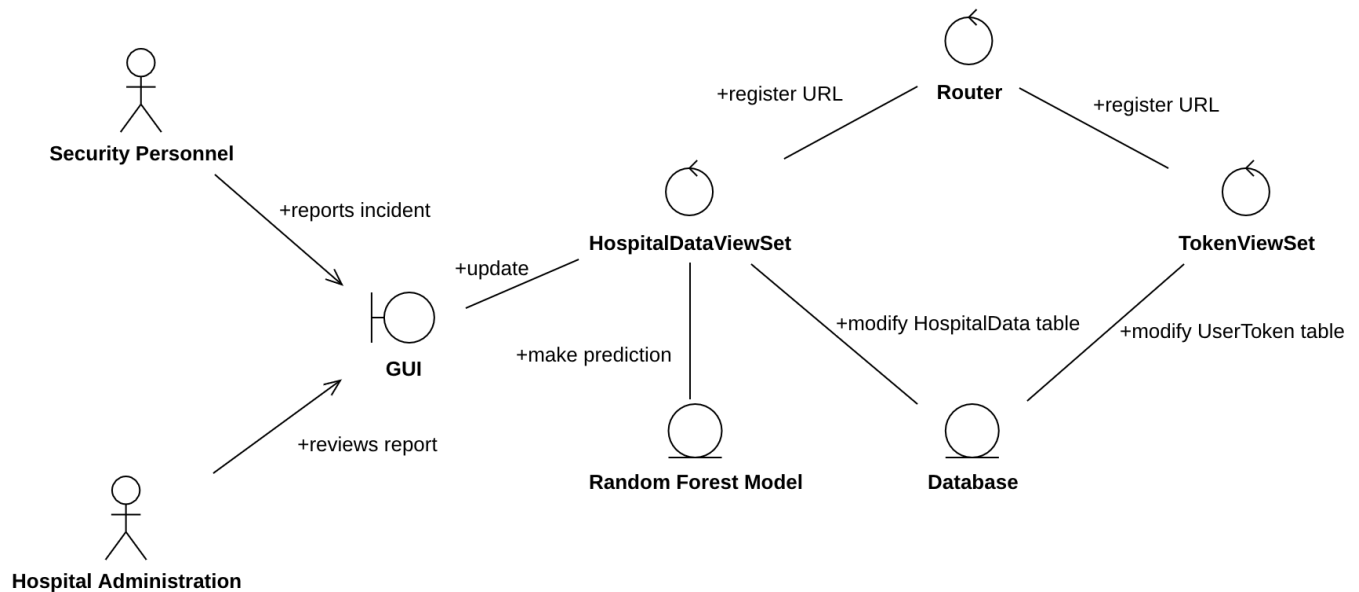 Router
+register URL
+register URL
Security Personnel
+reports incident
HospitalDataViewSet
TokenViewSet
+update
+modify HospitalData table
+modify UserToken table
+make prediction
GUI
+reviews report
Random Forest Model
Database
Hospital Administration